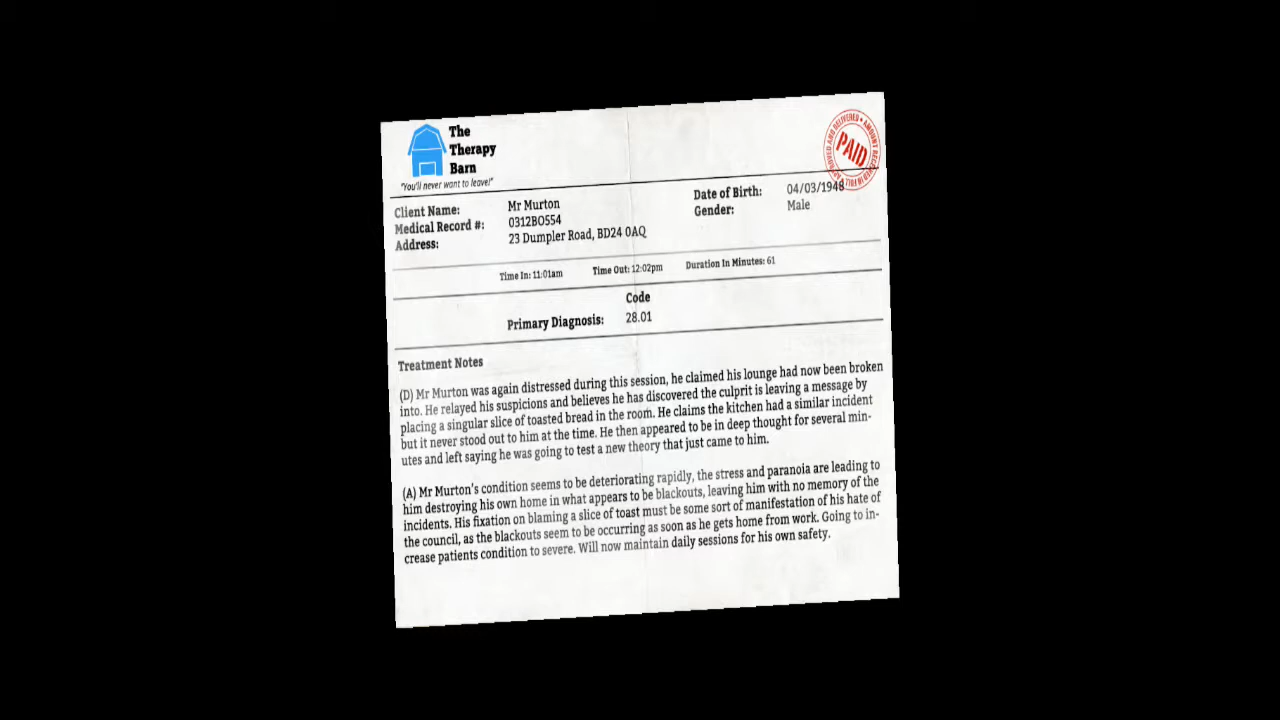 The
Therapy
Barn
"You'll never want to leave!"
PAID
APPROVED AND DELIVERED • AMOUNT RECEIVED IN FULL
Client Name: Mr Murton
Medical Record #: 0312BO554
Address: 23 Dumpler Road, BD24 0AQ
Date of Birth: 04/03/1948
Gender: Male
Time In: 11:01am Time Out: 12:02pm Duration In Minutes: 61
Code
Primary Diagnosis: 28.01
Treatment Notes
(D) Mr Murton was again distressed during this session, he claimed his lounge had now been broken
into. He relayed his suspicions and believes he has discovered the culprit is leaving a message by
placing a singular slice of toasted bread in the room. He claims the kitchen had a similar incident
but it never stood out to him at the time. He then appeared to be in deep thought for several min-
utes and left saying he was going to test a new theory that just came to him.
(A) Mr Murton's condition seems to be deteriorating rapidly, the stress and paranoia are leading to
him destroying his own home in what appears to be blackouts, leaving him with no memory of the
incidents. His fixation on blaming a slice of toast must be some sort of manifestation of his hate of
the council, as the blackouts seem to be occurring as soon as he gets home from work. Going to in-
crease patients condition to severe. Will now maintain daily sessions for his own safety.